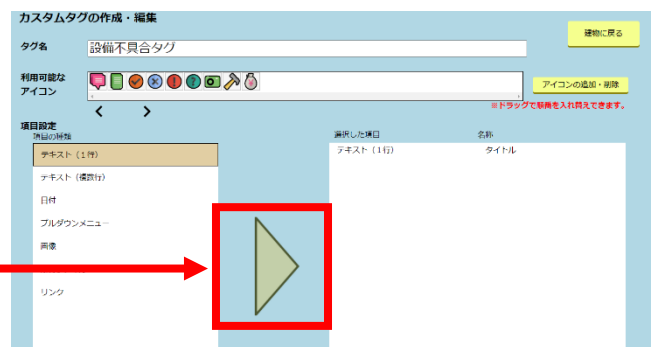 カスタムタグの作成・編集
建物に戻る
タグ名
設備不具合タグ
利用可能な
アイコン
アイコンの追加・削除
※ドラッグで順番を入れ替えできます。
項目設定
項目の種類
選択した項目
名称
テキスト（1行）
テキスト（1行）
タイトル
テキスト（複数行）
日付
プルダウンメニュー
画像
リンク